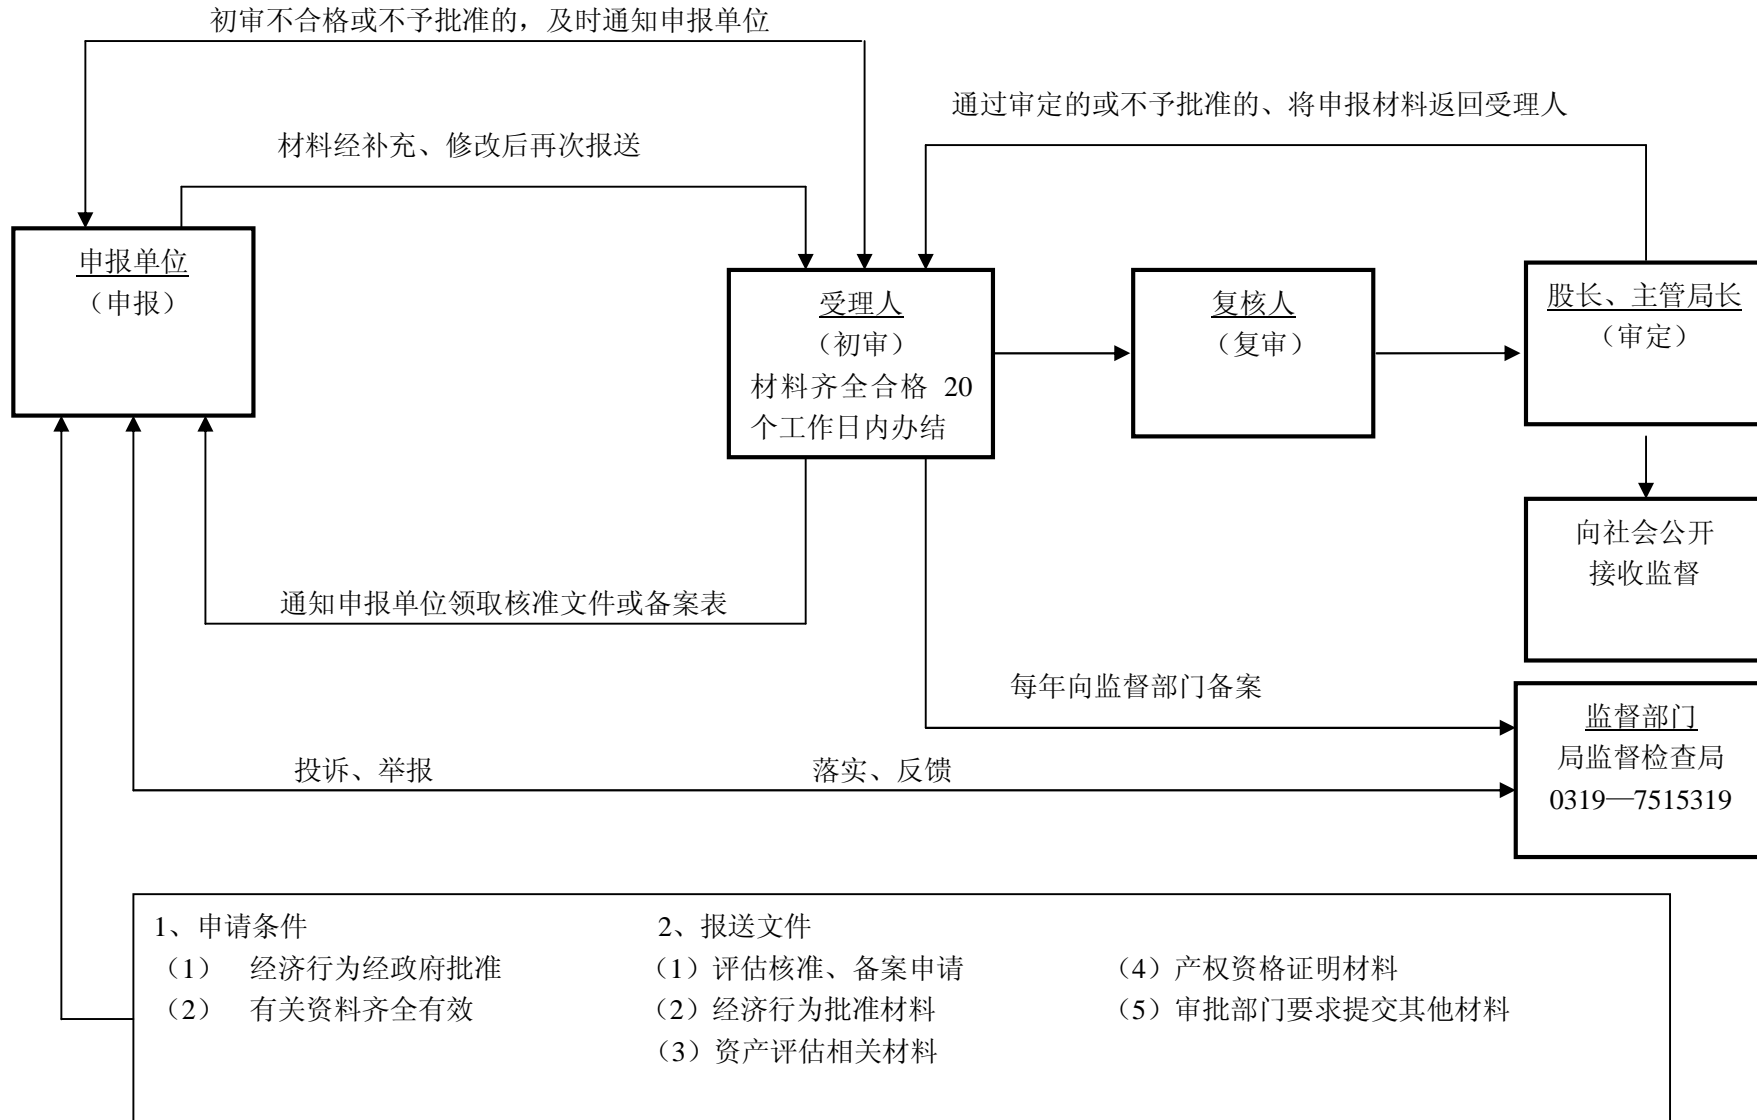 初审不合格或不予批准的，及时通知申报单位
通过审定的或不予批准的、将申报材料返回受理人
材料经补充、修改后再次报送
申报单位
（申报）
受理人
（初审）
材料齐全合格 20
个工作日内办结
复核人
（复审）
股长、主管局长
（审定）
向社会公开
接收监督
通知申报单位领取核准文件或备案表
每年向监督部门备案
监督部门
局监督检查局
0319—7515319
投诉、举报
落实、反馈
1、申请条件
（1） 经济行为经政府批准
（2） 有关资料齐全有效
2、报送文件
（1）评估核准、备案申请
（2）经济行为批准材料
（3）资产评估相关材料
（4）产权资格证明材料
（5）审批部门要求提交其他材料